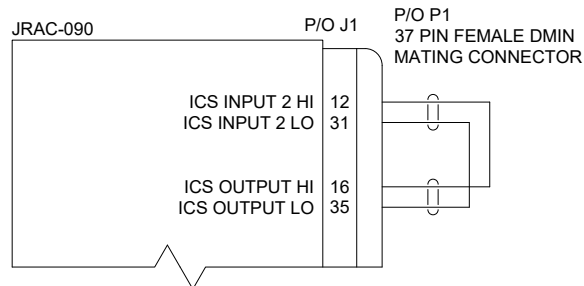 JRAC-090
P/O J1
P/O P1
37 PIN FEMALE DMIN
MATING CONNECTOR
ICS INPUT 2 HI 12
ICS INPUT 2 LO 31
ICS OUTPUT HI 16
ICS OUTPUT LO 35